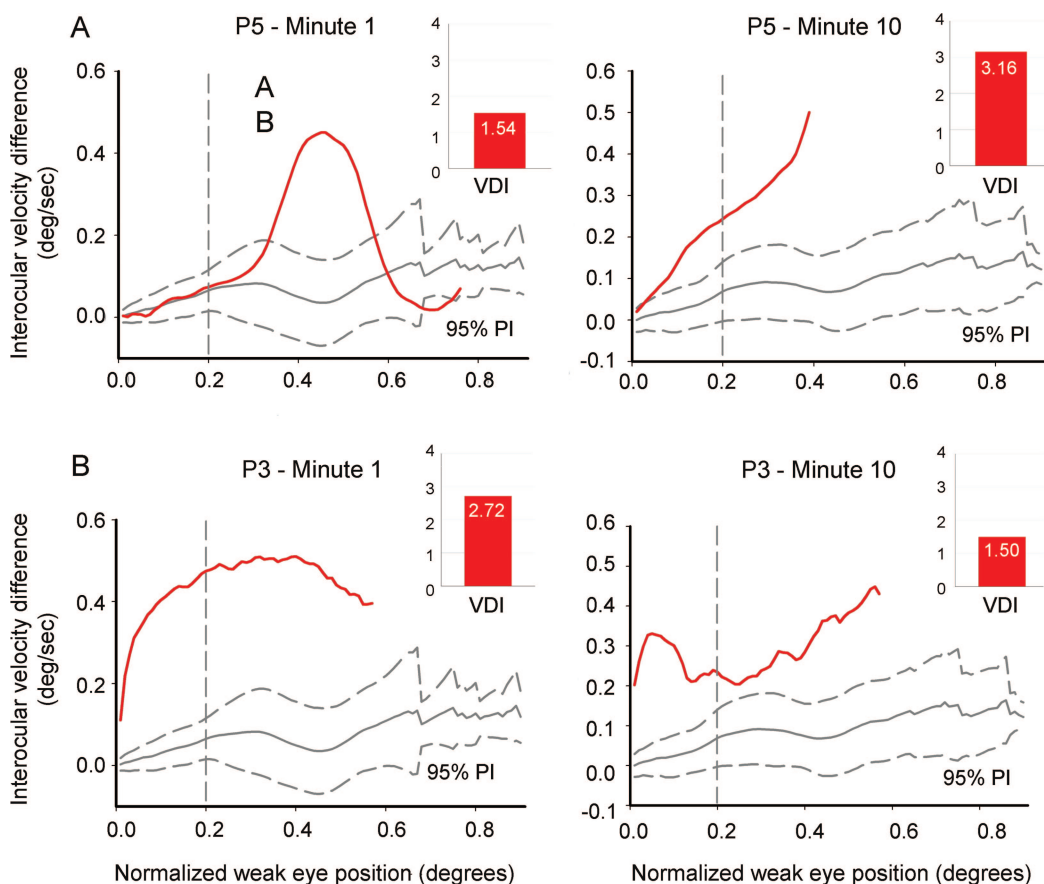 A
P5 - Minute 1
P5 - Minute 10
Interocular velocity difference
(deg/sec)
0.6
0.4
0.2
0.0
A
B
4
3
2
1
0
1.54
VDI
95% PI
0.0 0.2 0.4 0.6 0.8
0.6
0.5
0.4
0.3
0.2
0.1
0.0
-0.1
4
3
2
1
0
3.16
VDI
95% PI
0.0 0.2 0.4 0.6 0.8
B
P3 - Minute 1
P3 - Minute 10
Interocular velocity difference
(deg/sec)
0.6
0.4
0.2
0.0
4
3
2
1
0
2.72
VDI
95% PI
0.0 0.2 0.4 0.6 0.8
Normalized weak eye position (degrees)
0.6
0.5
0.4
0.3
0.2
0.1
0.0
-0.1
4
3
2
1
0
1.50
VDI
95% PI
0.0 0.2 0.4 0.6 0.8
Normalized weak eye position (degrees)